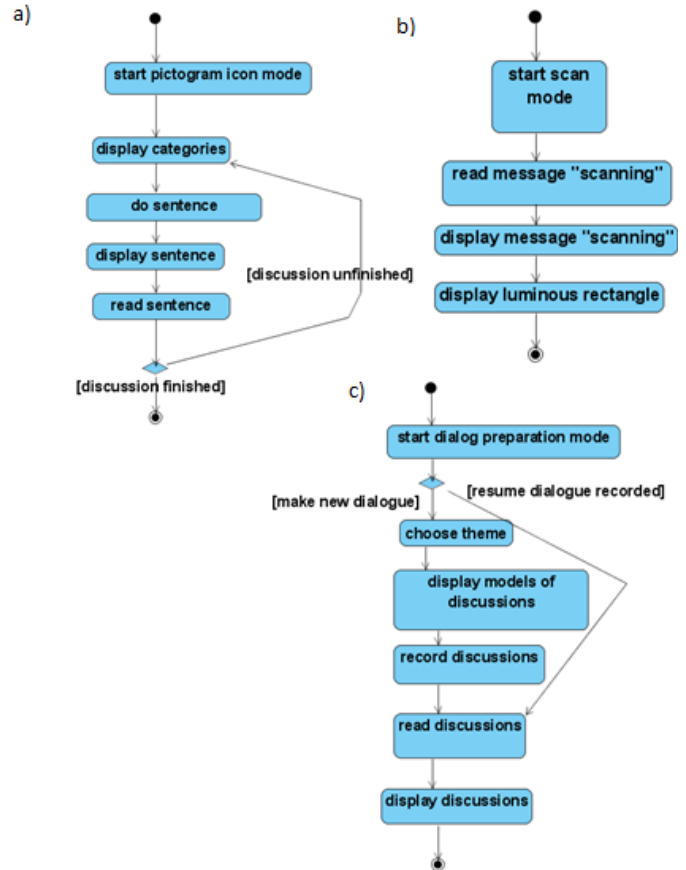 a)
start pictogram icon mode
display categories
do sentence
display sentence
[discussion unfinished]
read sentence
[discussion finished]
b)
start scan
mode
read message "scanning"
display message "scanning"
display luminous rectangle
c)
start dialog preparation mode
[make new dialogue]
[resume dialogue recorded]
choose theme
display models of
discussions
record discussions
read discussions
display discussions